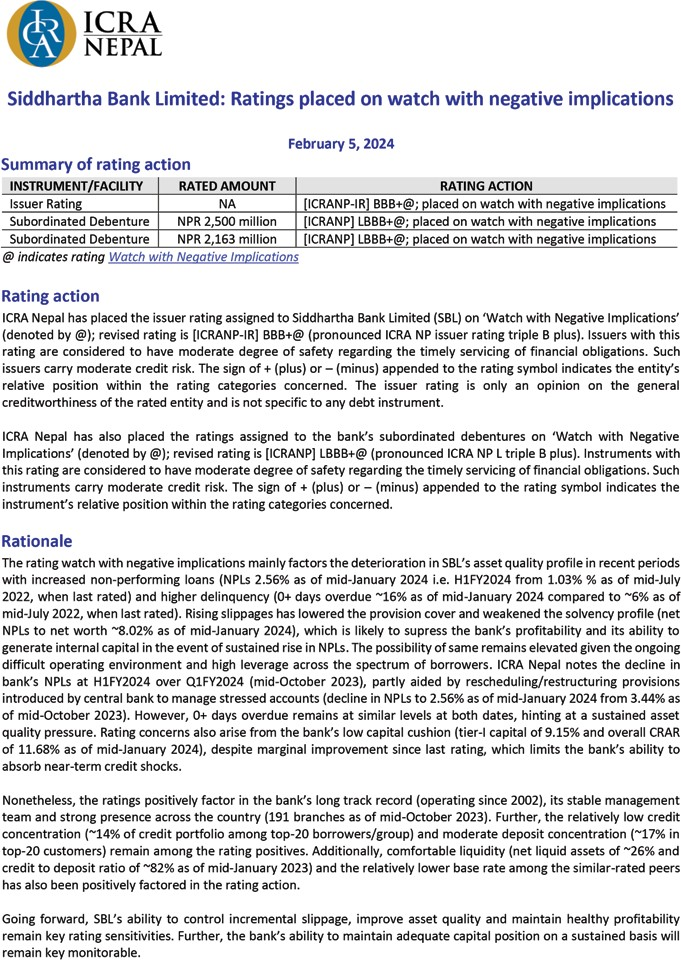 ICRA
ICRA
NEPAL
Siddhartha Bank Limited: Ratings placed on watch with negative implications
February 5, 2024
Summary of rating action
INSTRUMENT/FACILITY RATED AMOUNT RATING ACTION
Issuer Rating NA [ICRANP-IR] BBB+@; placed on watch with negative implications
Subordinated Debenture NPR 2,500 million [ICRANP] LBBB+@; placed on watch with negative implications
Subordinated Debenture NPR 2,163 million [ICRANP] LBBB+@; placed on watch with negative implications
@ indicates rating Watch with Negative Implications
Rating action
ICRA Nepal has placed the issuer rating assigned to Siddhartha Bank Limited (SBL) on ‘Watch with Negative Implications’
(denoted by @); revised rating is [ICRANP-IR] BBB+@ (pronounced ICRA NP issuer rating triple B plus). Issuers with this
rating are considered to have moderate degree of safety regarding the timely servicing of financial obligations. Such
issuers carry moderate credit risk. The sign of + (plus) or – (minus) appended to the rating symbol indicates the entity’s
relative position within the rating categories concerned. The issuer rating is only an opinion on the general
creditworthiness of the rated entity and is not specific to any debt instrument.
ICRA Nepal has also placed the ratings assigned to the bank’s subordinated debentures on ‘Watch with Negative
Implications’ (denoted by @); revised rating is [ICRANP] LBBB+@ (pronounced ICRA NP L triple B plus). Instruments with
this rating are considered to have moderate degree of safety regarding the timely servicing of financial obligations. Such
instruments carry moderate credit risk. The sign of + (plus) or – (minus) appended to the rating symbol indicates the
instrument’s relative position within the rating categories concerned.
Rationale
The rating watch with negative implications mainly factors the deterioration in SBL’s asset quality profile in recent periods
with increased non-performing loans (NPLs 2.56% as of mid-January 2024 i.e. H1FY2024 from 1.03% % as of mid-July
2022, when last rated) and higher delinquency (0+ days overdue ~16% as of mid-January 2024 compared to ~6% as of
mid-July 2022, when last rated). Rising slippages has lowered the provision cover and weakened the solvency profile (net
NPLs to net worth ~8.02% as of mid-January 2024), which is likely to supress the bank’s profitability and its ability to
generate internal capital in the event of sustained rise in NPLs. The possibility of same remains elevated given the ongoing
difficult operating environment and high leverage across the spectrum of borrowers. ICRA Nepal notes the decline in
bank’s NPLs at H1FY2024 over Q1FY2024 (mid-October 2023), partly aided by rescheduling/restructuring provisions
introduced by central bank to manage stressed accounts (decline in NPLs to 2.56% as of mid-January 2024 from 3.44% as
of mid-October 2023). However, 0+ days overdue remains at similar levels at both dates, hinting at a sustained asset
quality pressure. Rating concerns also arise from the bank’s low capital cushion (tier-I capital of 9.15% and overall CRAR
of 11.68% as of mid-January 2024), despite marginal improvement since last rating, which limits the bank’s ability to
absorb near-term credit shocks.
Nonetheless, the ratings positively factor in the bank’s long track record (operating since 2002), its stable management
team and strong presence across the country (191 branches as of mid-October 2023). Further, the relatively low credit
concentration (~14% of credit portfolio among top-20 borrowers/group) and moderate deposit concentration (~17% in
top-20 customers) remain among the rating positives. Additionally, comfortable liquidity (net liquid assets of ~26% and
credit to deposit ratio of ~82% as of mid-January 2023) and the relatively lower base rate among the similar-rated peers
has also been positively factored in the rating action.
Going forward, SBL’s ability to control incremental slippage, improve asset quality and maintain healthy profitability
remain key rating sensitivities. Further, the bank’s ability to maintain adequate capital position on a sustained basis will
remain key monitorable.